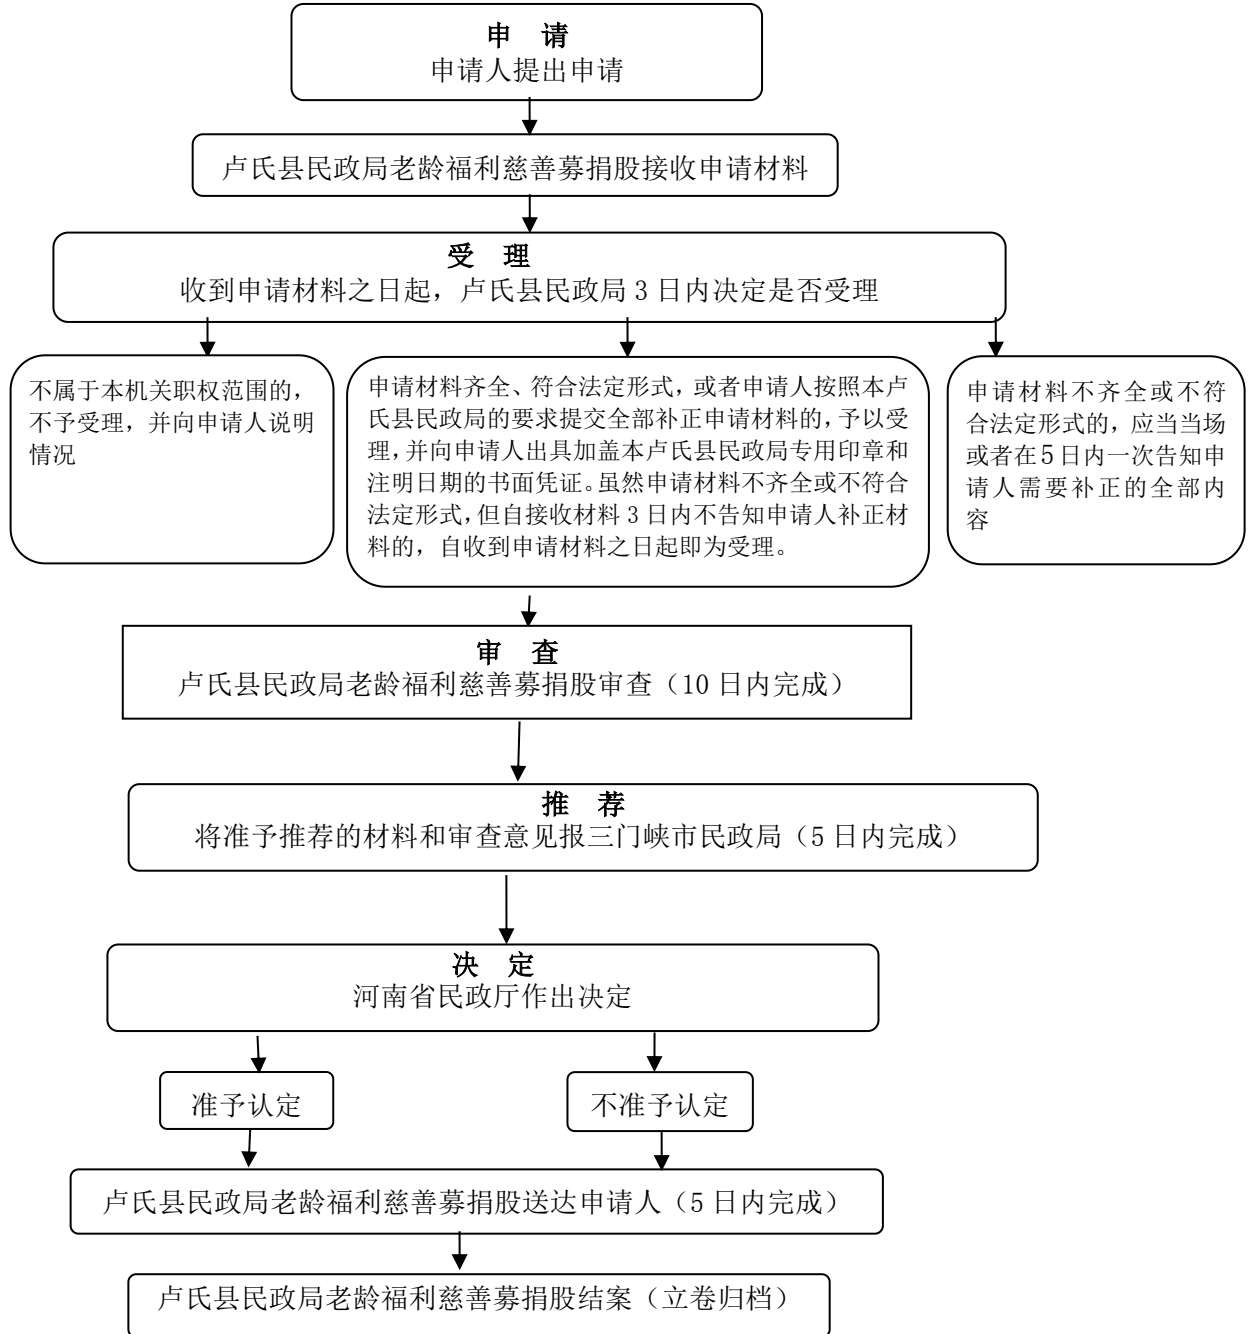 申 请
申请人提出申请
卢氏县民政局老龄福利慈善募捐股接收申请材料
受 理
收到申请材料之日起，卢氏县民政局 3 日内决定是否受理
不属于本机关职权范围的，
不予受理，并向申请人说明
情况
申请材料齐全、符合法定形式，或者申请人按照本卢
氏县民政局的要求提交全部补正申请材料的，予以受
理，并向申请人出具加盖本卢氏县民政局专用印章和
注明日期的书面凭证。虽然申请材料不齐全或不符合
法定形式，但自接收材料 3 日内不告知申请人补正材
料的，自收到申请材料之日起即为受理。
申请材料不齐全或不符
合法定形式的，应当当场
或者在 5 日内一次告知申
请人需要补正的全部内
容
审 查
卢氏县民政局老龄福利慈善募捐股审查（10 日内完成）
推 荐
将准予推荐的材料和审查意见报三门峡市民政局（5 日内完成）
决 定
河南省民政厅作出决定
准予认定
不准予认定
卢氏县民政局老龄福利慈善募捐股送达申请人（5 日内完成）
卢氏县民政局老龄福利慈善募捐股结案（立卷归档）